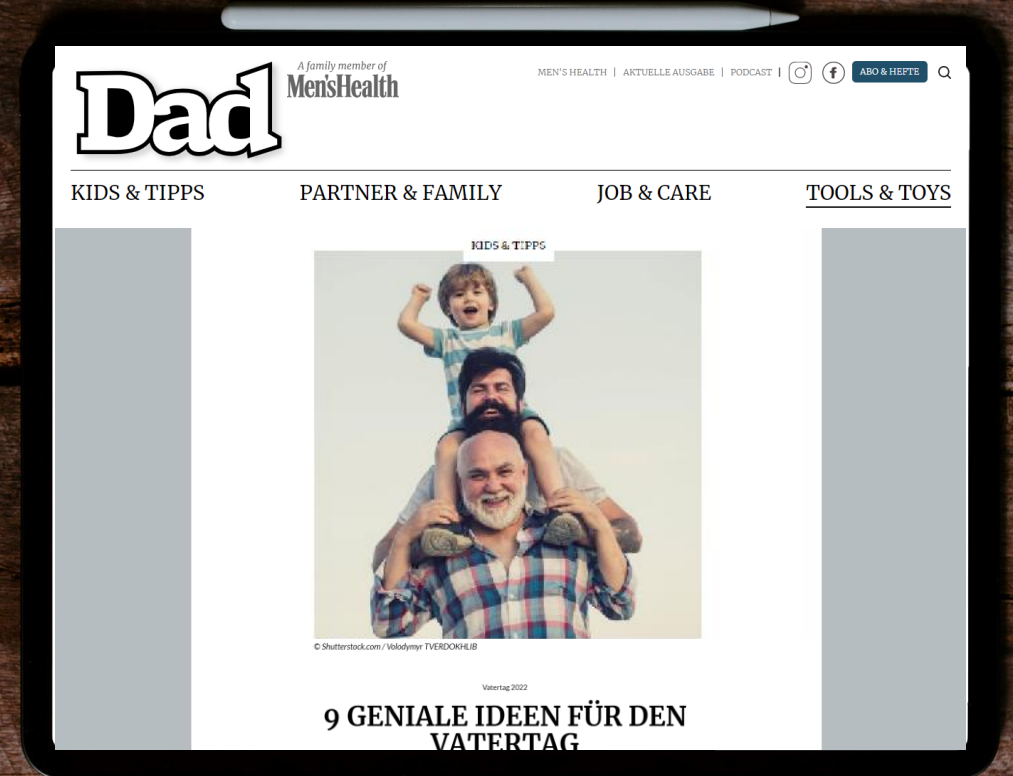 Dad
A family member of
Men'sHealth
MEN'S HEALTH | AKTUELLE AUSGABE | PODCAST |
ABO & HEFTE
KIDS & TIPPS
PARTNER & FAMILY
JOB & CARE
TOOLS & TOYS
KIDS & TIPPS
© Shutterstock.com / Volodymyr TVERDOKHLIB
Vatertag 2022
9 GENIALE IDEEN FÜR DEN
VATERTAG